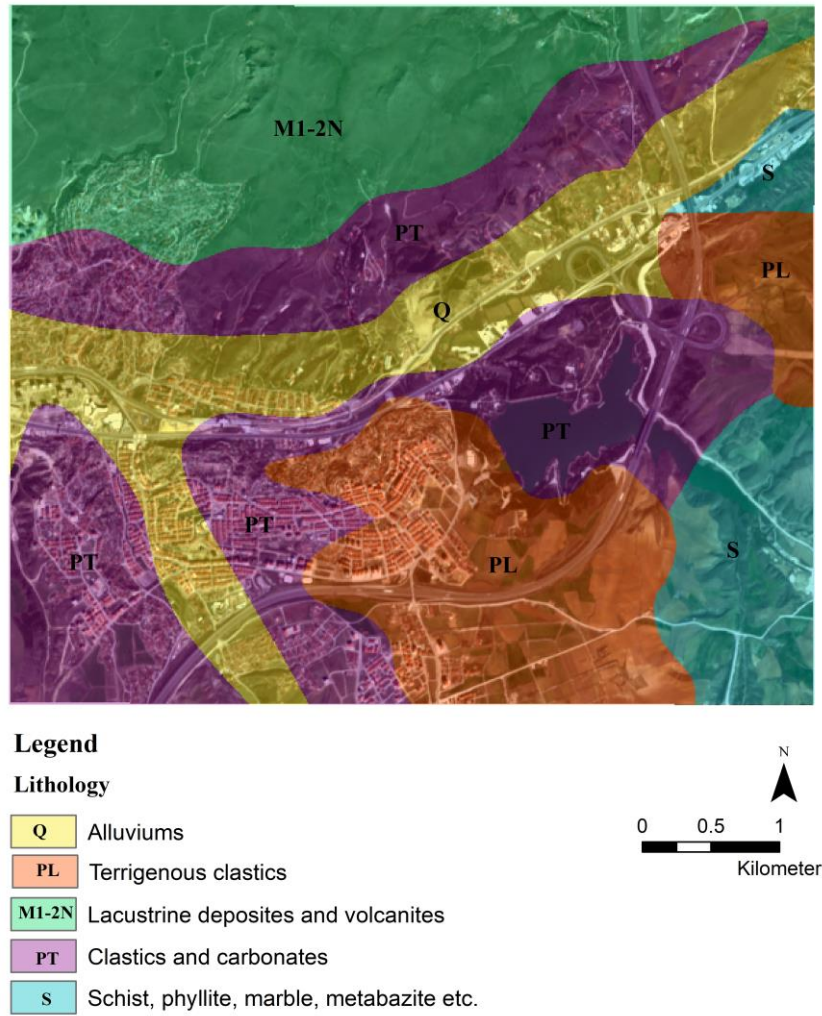 M1-2N
S
PT
PL
Q
PT
PT
PT
S
PL
Legend
Lithology
Q Alluviums
PL Terrigenous clastics
M1-2N Lacustrine deposites and volcanites
PT Clastics and carbonates
S Schist, phyllite, marble, metabazite etc.
N
0 0.5 1
Kilometer